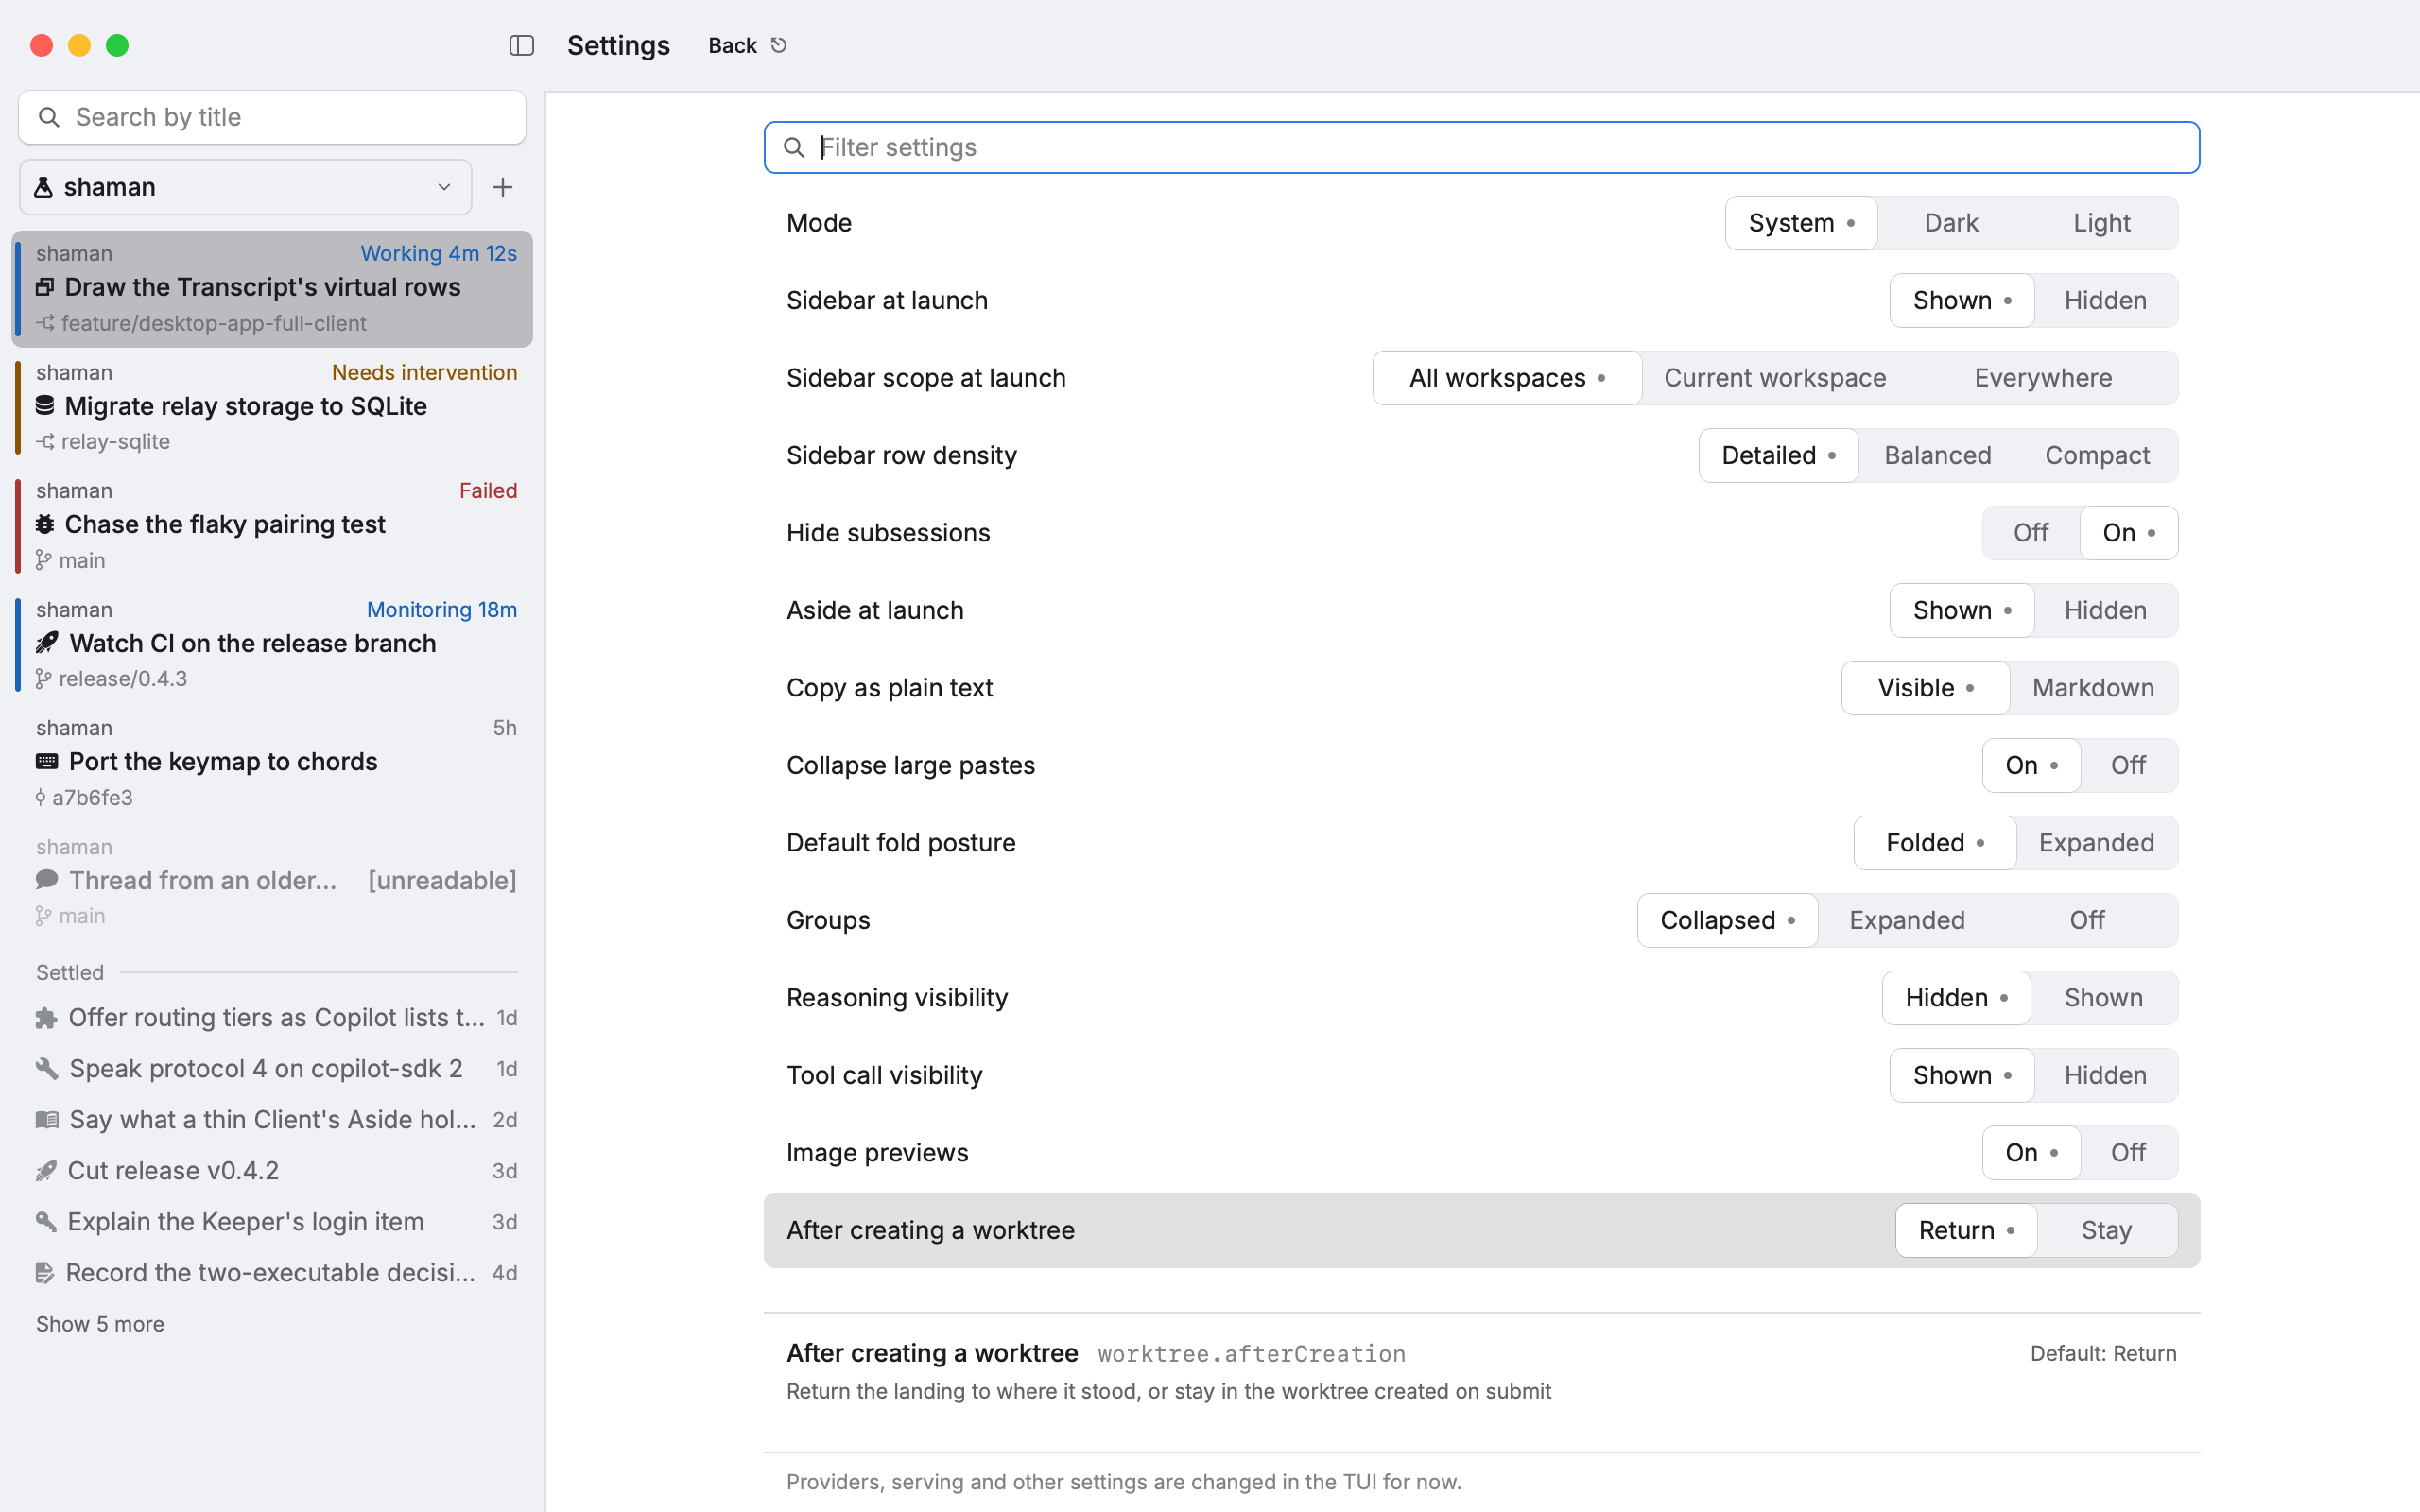 Settings Back
Search by title
shaman
shaman Working 4m 12s
Draw the Transcript's virtual rows
feature/desktop-app-full-client
shaman Needs intervention
Migrate relay storage to SQLite
relay-sqlite
shaman Failed
Chase the flaky pairing test
main
shaman Monitoring 18m
Watch CI on the release branch
release/0.4.3
shaman 5h
Port the keymap to chords
a7b6fe3
shaman
Thread from an older... [unreadable]
main
Settled
Offer routing tiers as Copilot lists t... 1d
Speak protocol 4 on copilot-sdk 2 1d
Say what a thin Client's Aside hol... 2d
Cut release v0.4.2 3d
Explain the Keeper's login item 3d
Record the two-executable decisi... 4d
Show 5 more
Filter settings
Mode System • Dark Light
Sidebar at launch Shown • Hidden
Sidebar scope at launch All workspaces • Current workspace Everywhere
Sidebar row density Detailed • Balanced Compact
Hide subsessions Off On •
Aside at launch Shown • Hidden
Copy as plain text Visible • Markdown
Collapse large pastes On • Off
Default fold posture Folded • Expanded
Groups Collapsed • Expanded Off
Reasoning visibility Hidden • Shown
Tool call visibility Shown • Hidden
Image previews On • Off
After creating a worktree Return • Stay
After creating a worktree worktree.afterCreation Default: Return
Return the landing to where it stood, or stay in the worktree created on submit
Providers, serving and other settings are changed in the TUI for now.